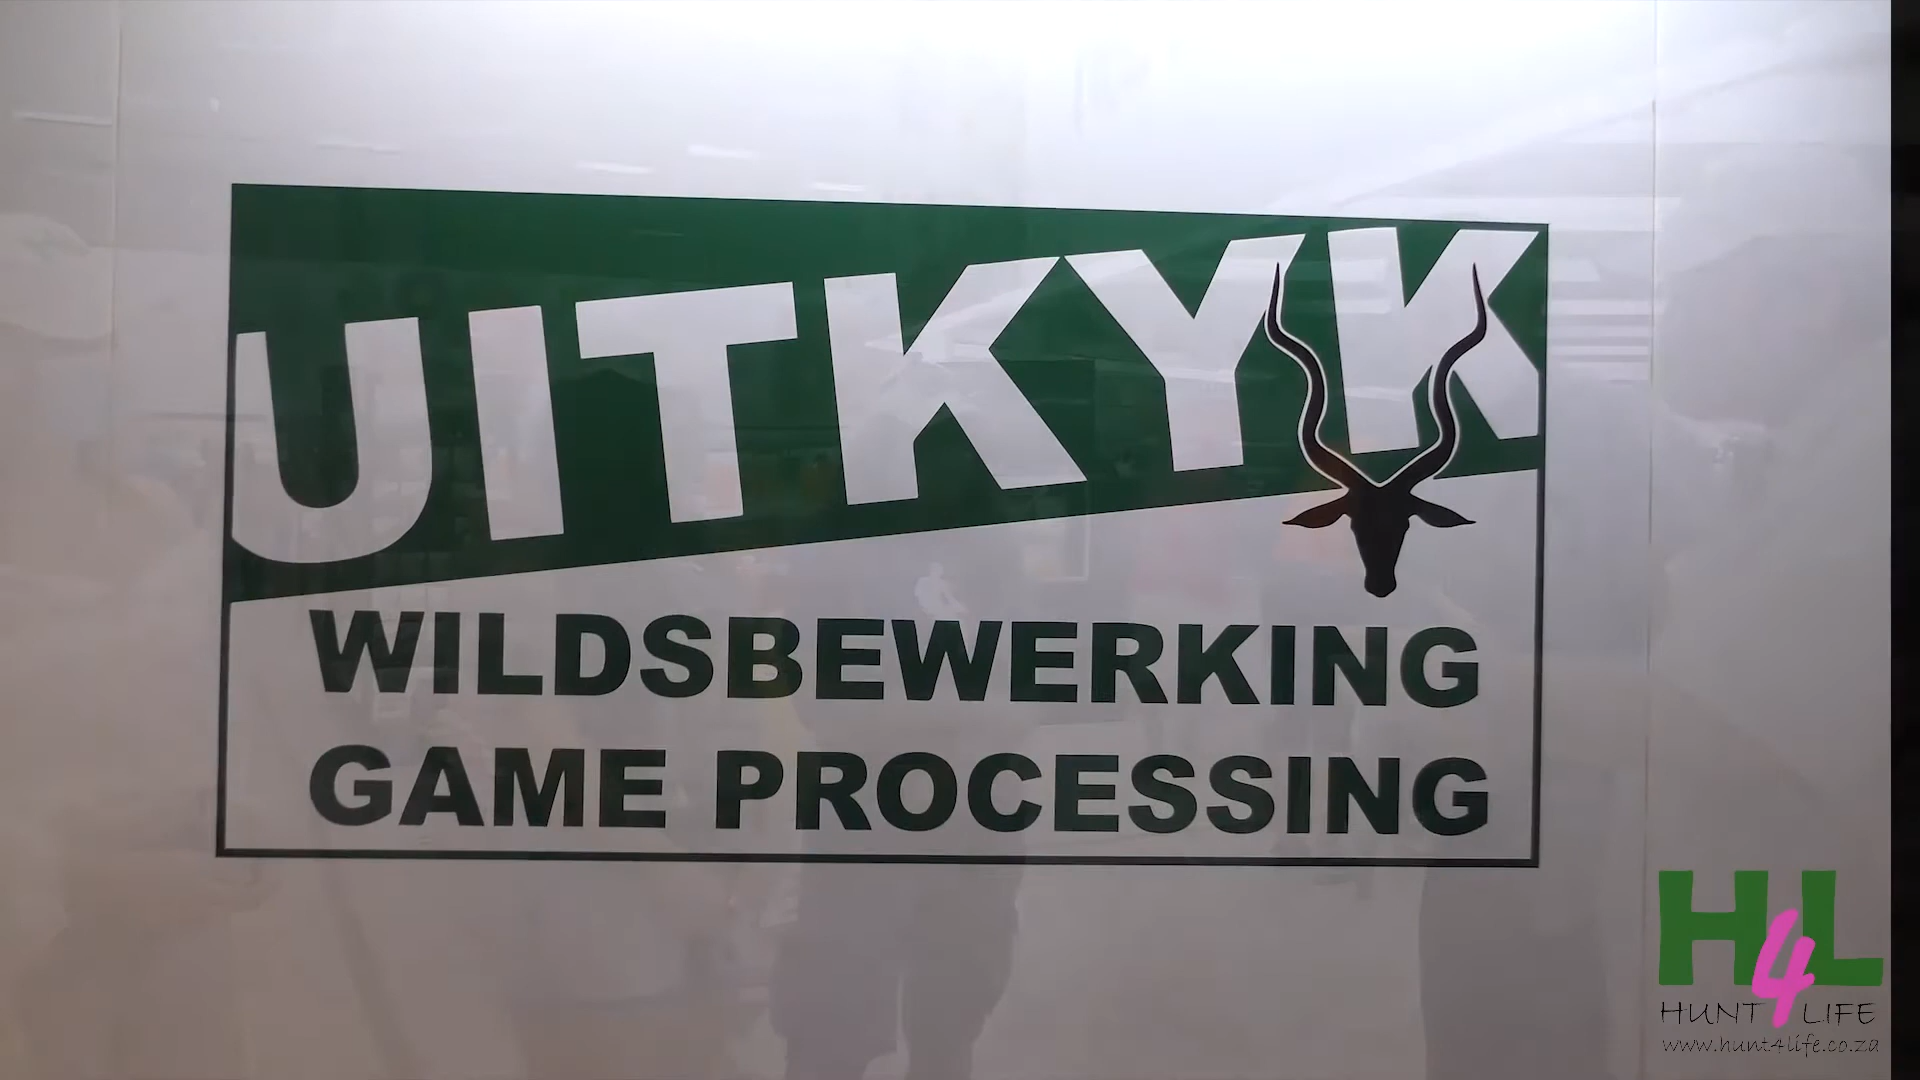 UITKYK
WILDSBEWERKING
GAME PROCESSING
H4L
HUNT 4 LIFE
www.hunt4life.co.za